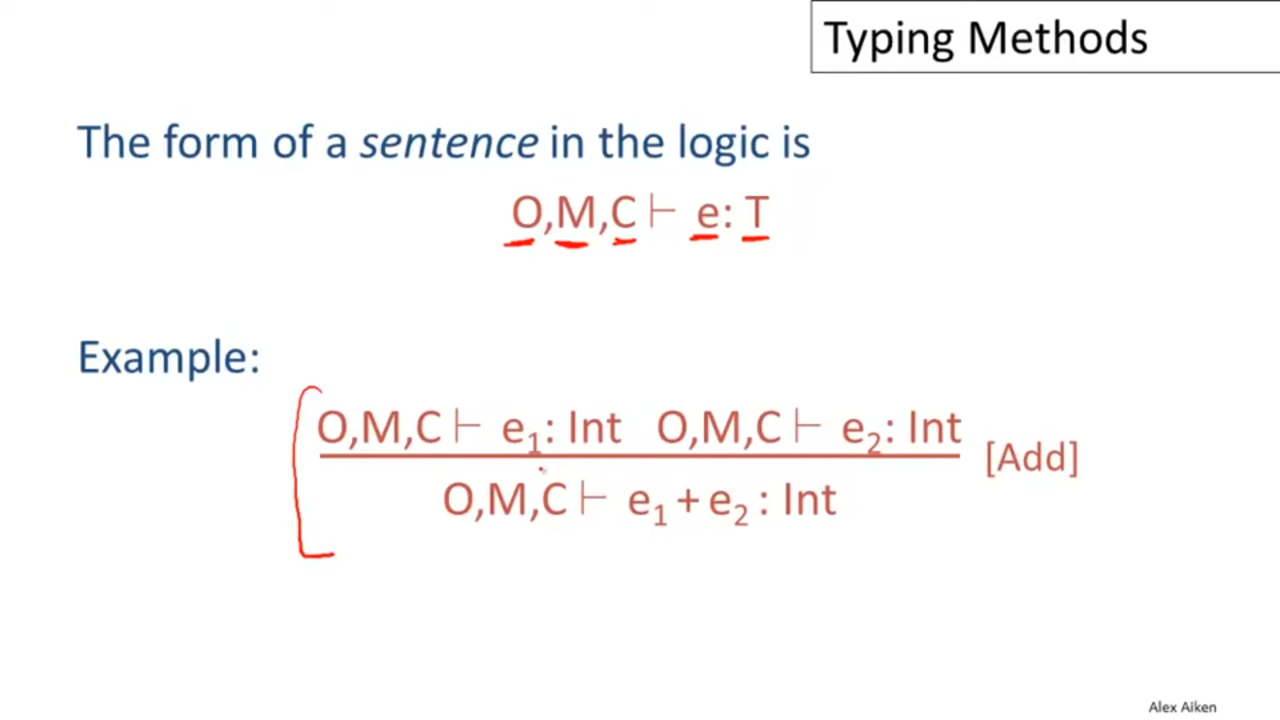 Typing Methods
The form of a sentence in the logic is
O,M,C ⊢ e: T
Example:
O,M,C ⊢ e₁: Int O,M,C ⊢ e₂: Int
[Add]
O,M,C ⊢ e₁ + e₂ : Int
Alex Aiken